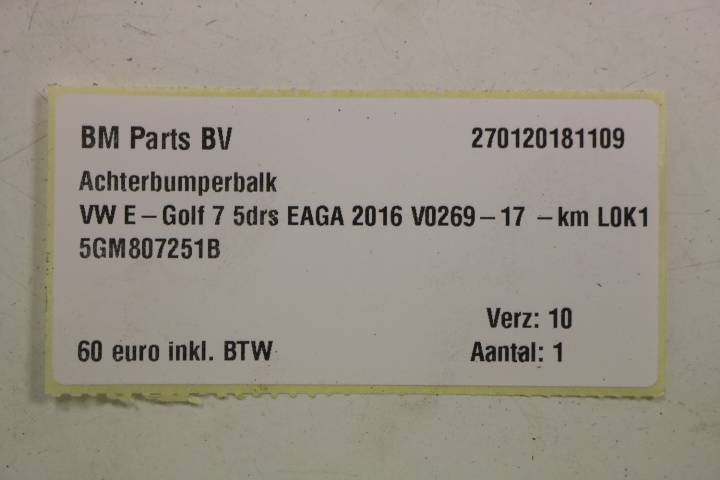 BM Parts BV 270120181109
Achterbumperbalk
VW E-Golf 7 5drs EAGA 2016 V0269-17 -km L0K1
5GM807251B
Verz: 10
60 euro inkl. BTW Aantal: 1